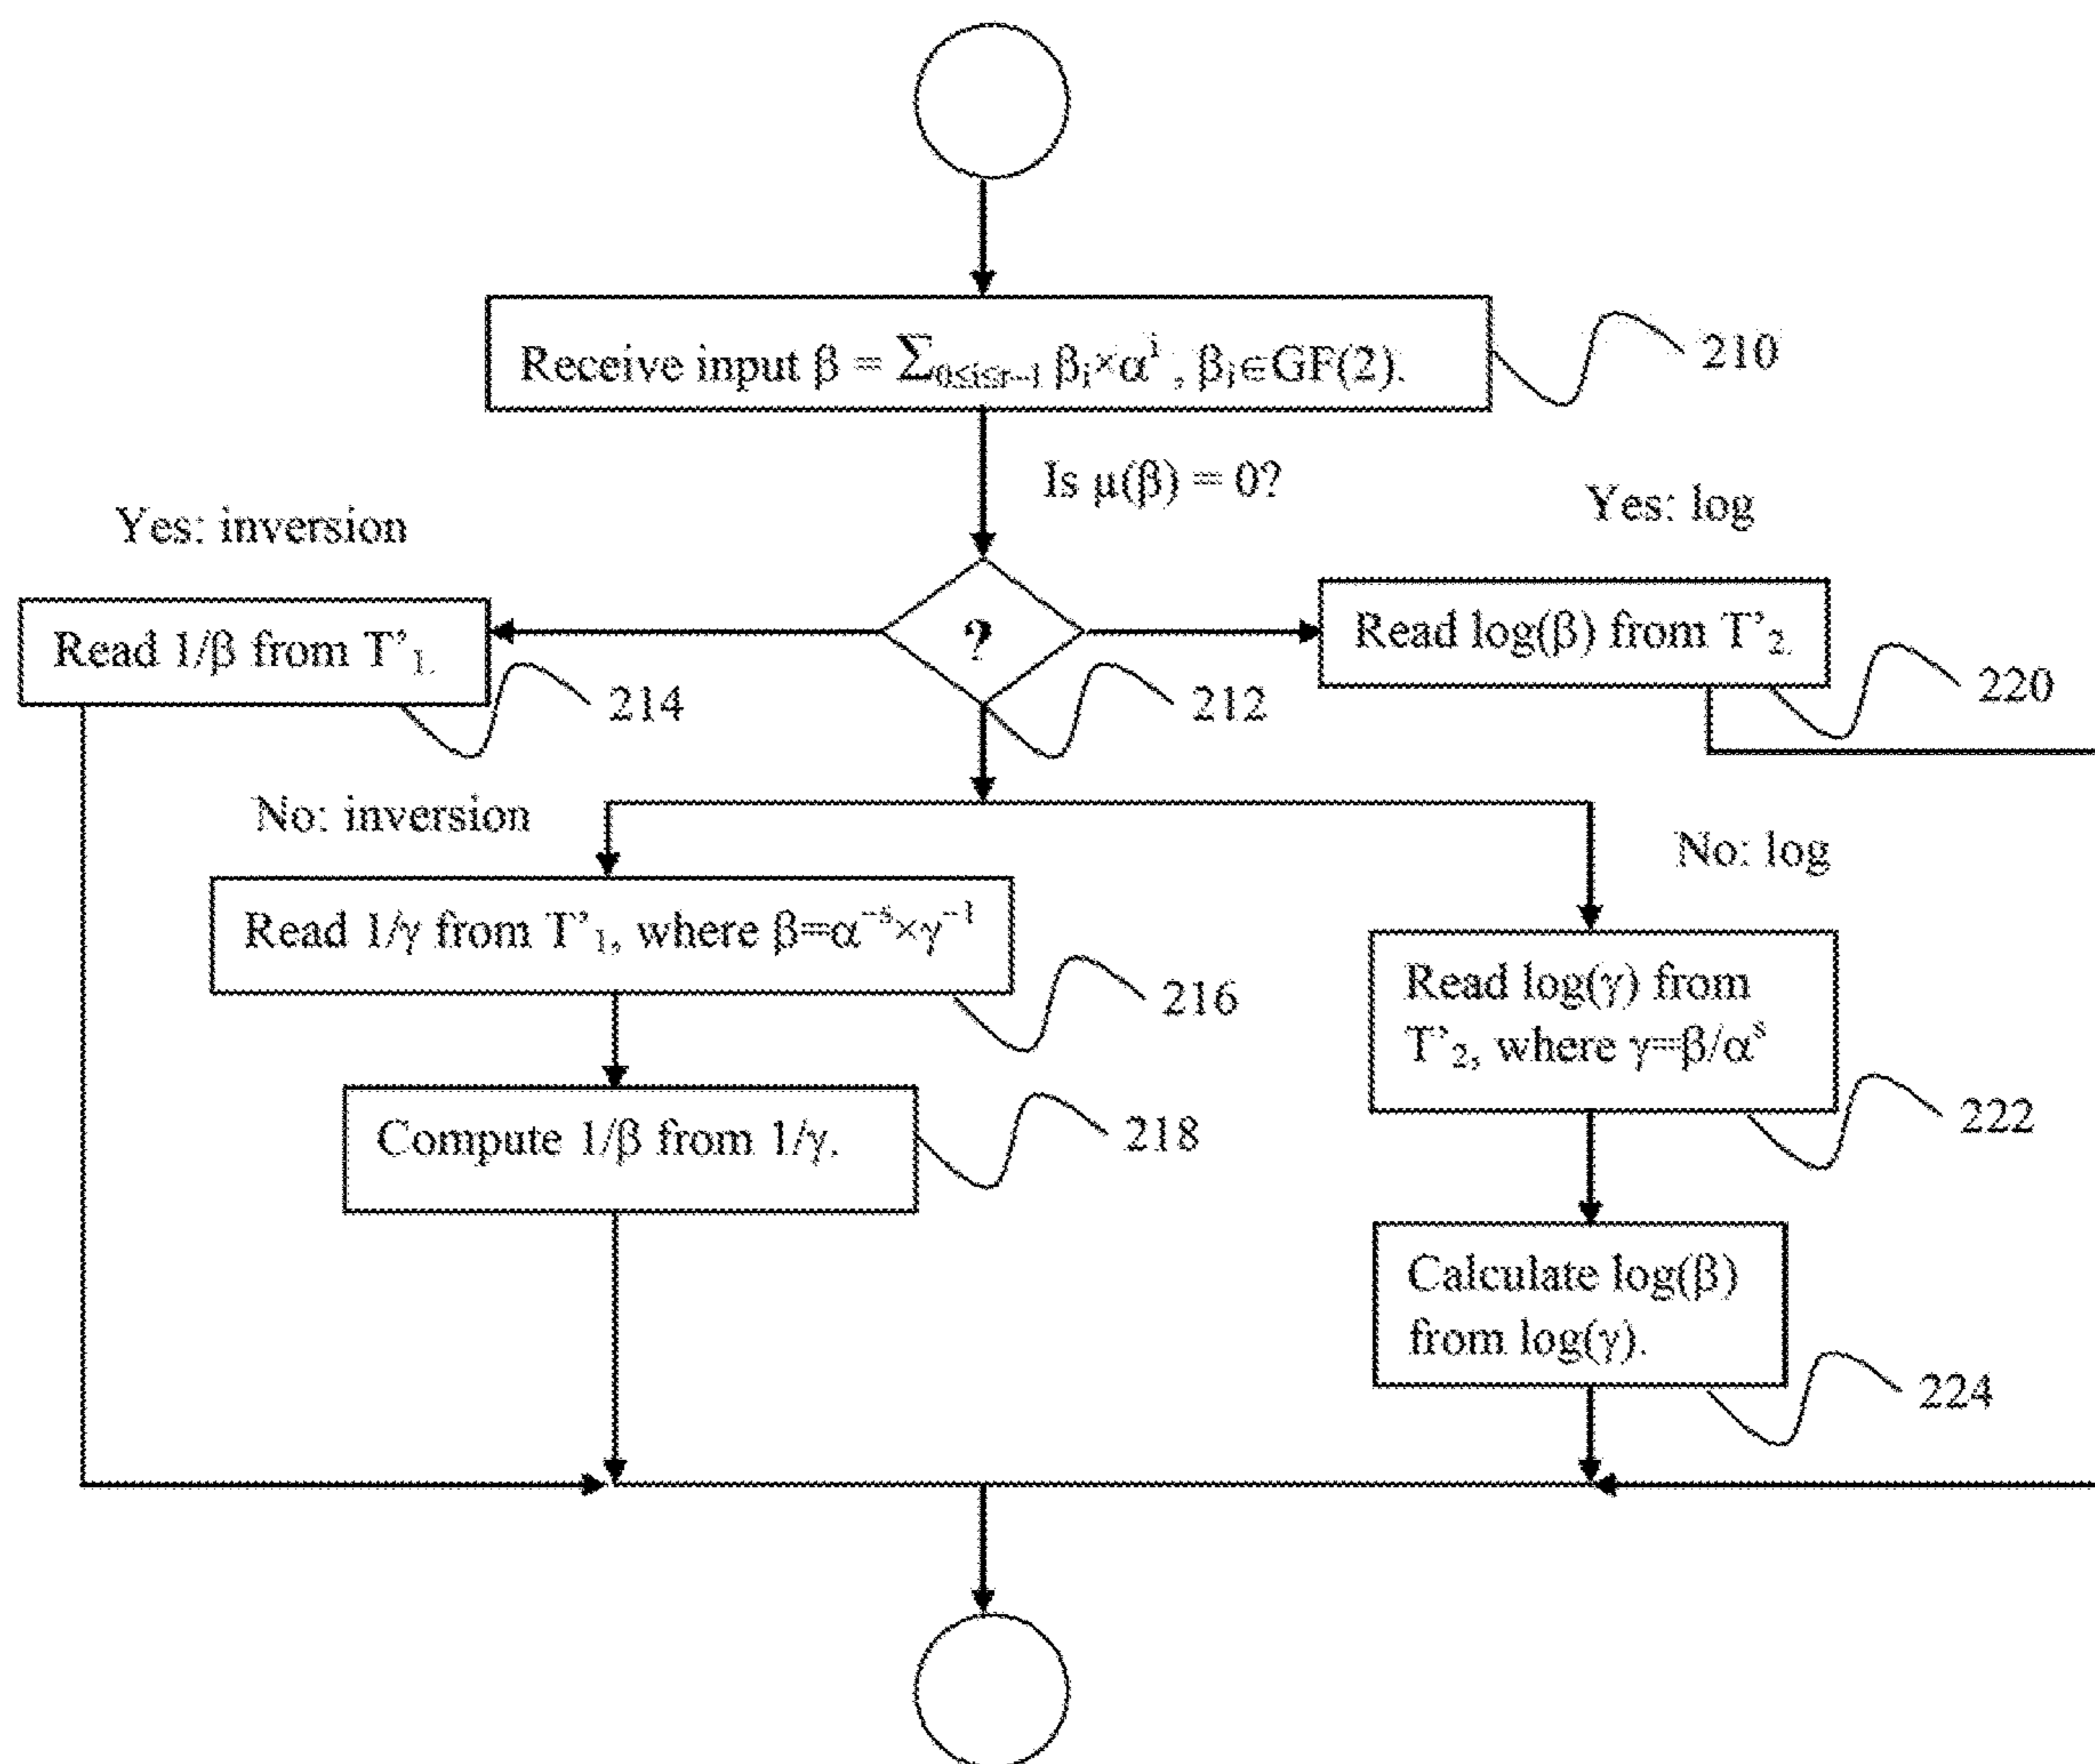 Receive input β = Σ0≤i≤r−1 βi×α^i, βi∈GF(2).
210
Is μ(β) = 0?
Yes: inversion
Yes: log
Read 1/β from T'1.
?
Read log(β) from T'2.
214
212
220
No: inversion
No: log
Read 1/γ from T'1, where β=α^−s×γ^−1
216
Read log(γ) from
T'2, where γ=β/α^s
222
Compute 1/β from 1/γ.
218
Calculate log(β)
from log(γ).
224